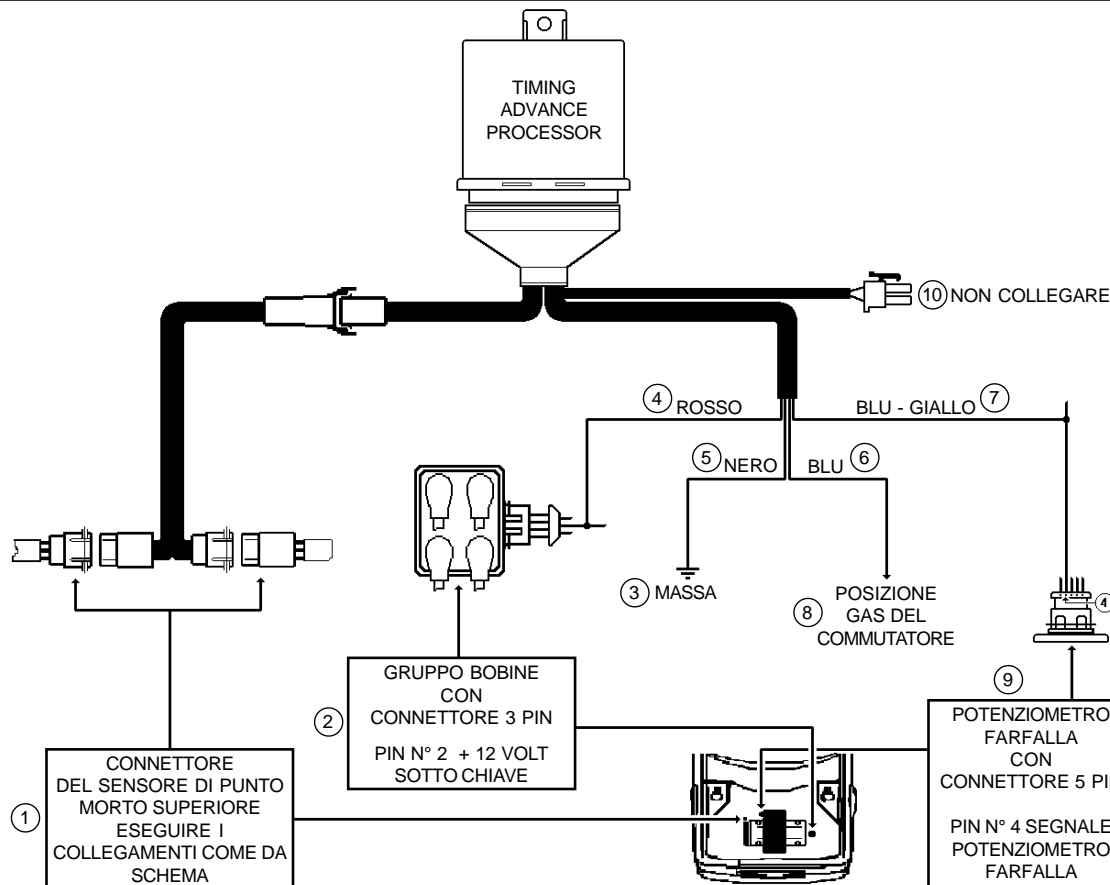 TIMING
ADVANCE
PROCESSOR
10 NON COLLEGARE
4 ROSSO
BLU - GIALLO 7
5 NERO
BLU 6
3 MASSA
8 POSIZIONE
GAS DEL
COMMUTATORE
4
2 GRUPPO BOBINE
CON
CONNETTORE 3 PIN
PIN N° 2 + 12 VOLT
SOTTO CHIAVE
9
POTENZIOMETRO
FARFALLA
CON
CONNETTORE 5 PIN
PIN N° 4 SEGNALE
POTENZIOMETRO
FARFALLA
1 CONNETTORE
DEL SENSORE DI PUNTO
MORTO SUPERIORE
ESEGUIRE I
COLLEGAMENTI COME DA
SCHEMA